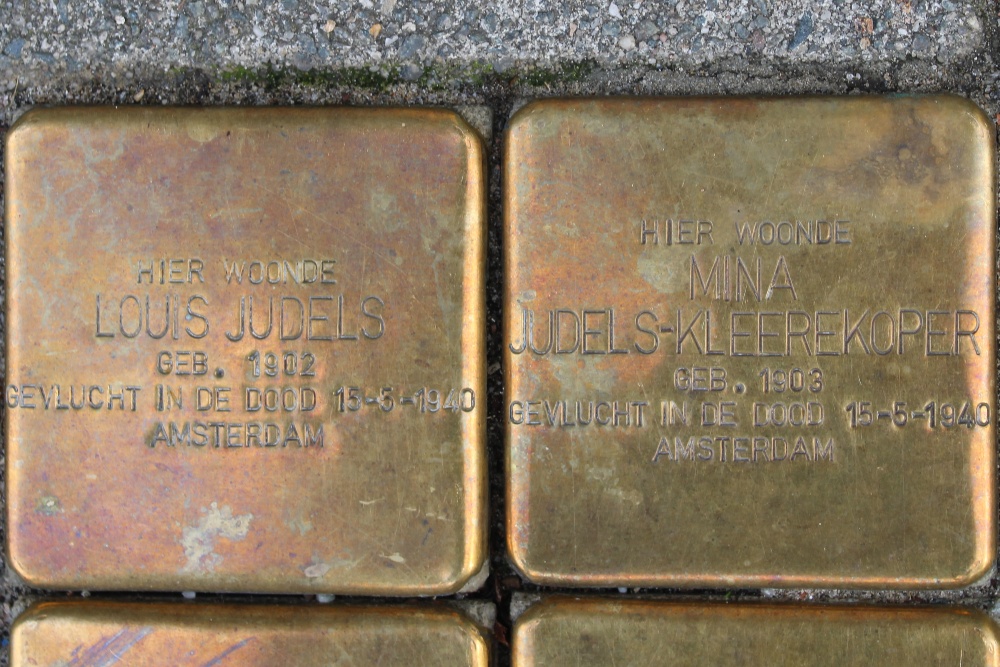 HIER WOONDE
LOUIS JUDELS
GEB. 1902
GEVLUCHT IN DE DOOD 15-5-1940
AMSTERDAM
HIER WOONDE
MINA
JUDELS-KLEEREKOPER
GEB. 1903
GEVLUCHT IN DE DOOD 15-5-1940
AMSTERDAM